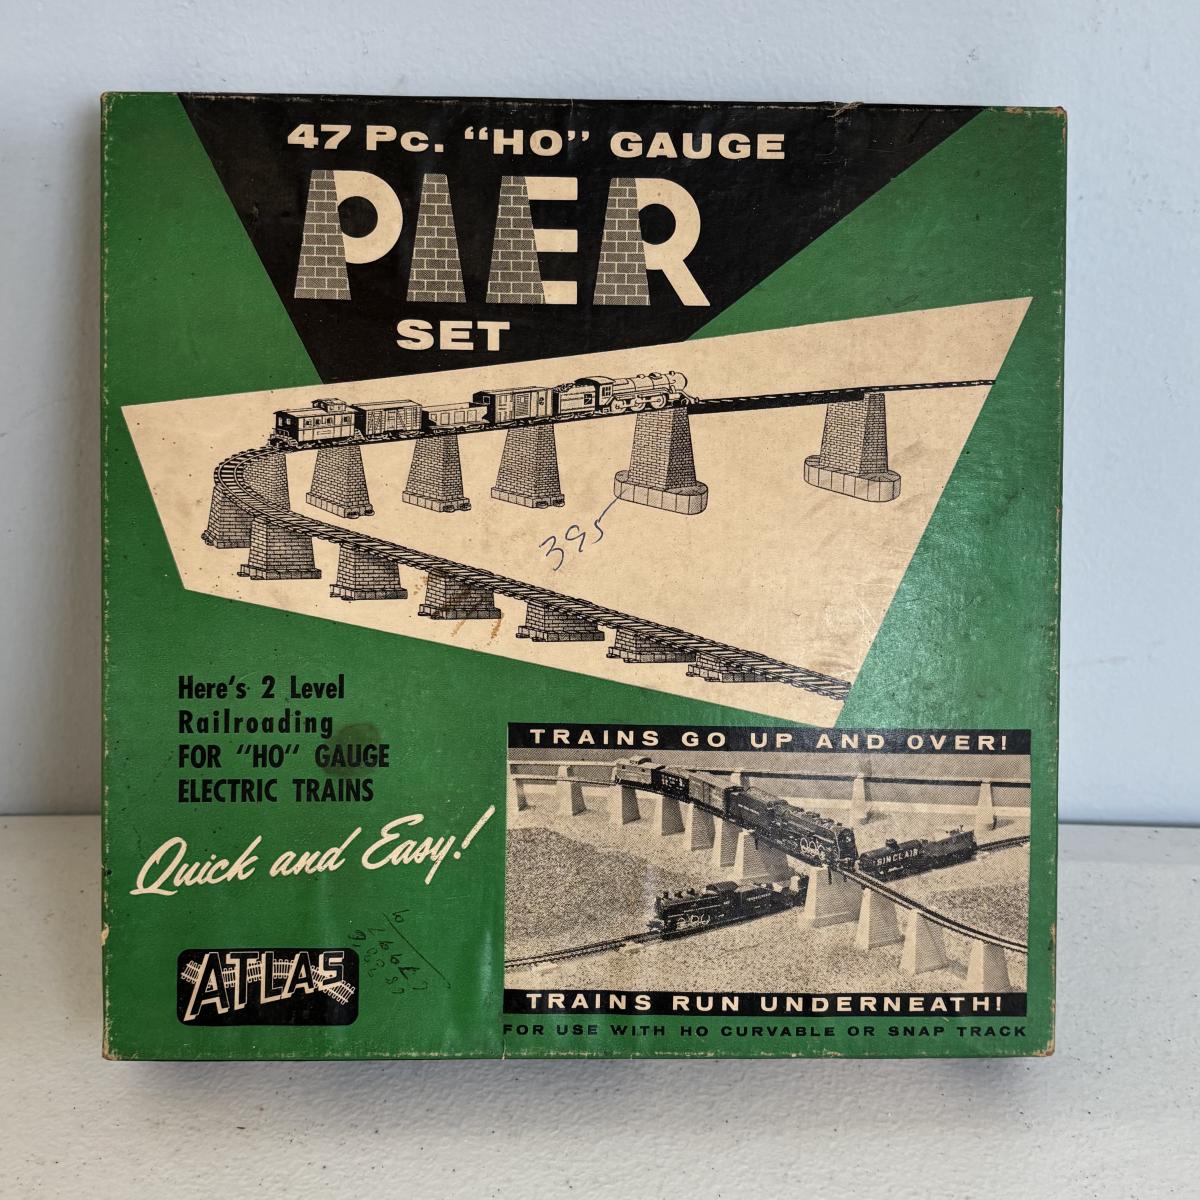 47 Pc. “HO” GAUGE
PIER
SET
395
Here's 2 Level
Railroading
FOR "HO" GAUGE
ELECTRIC TRAINS
Quick and Easy!
ATLAS
TRAINS GO UP AND OVER!
SINCLAIR
TRAINS RUN UNDERNEATH!
FOR USE WITH HO CURVABLE OR SNAP TRACK